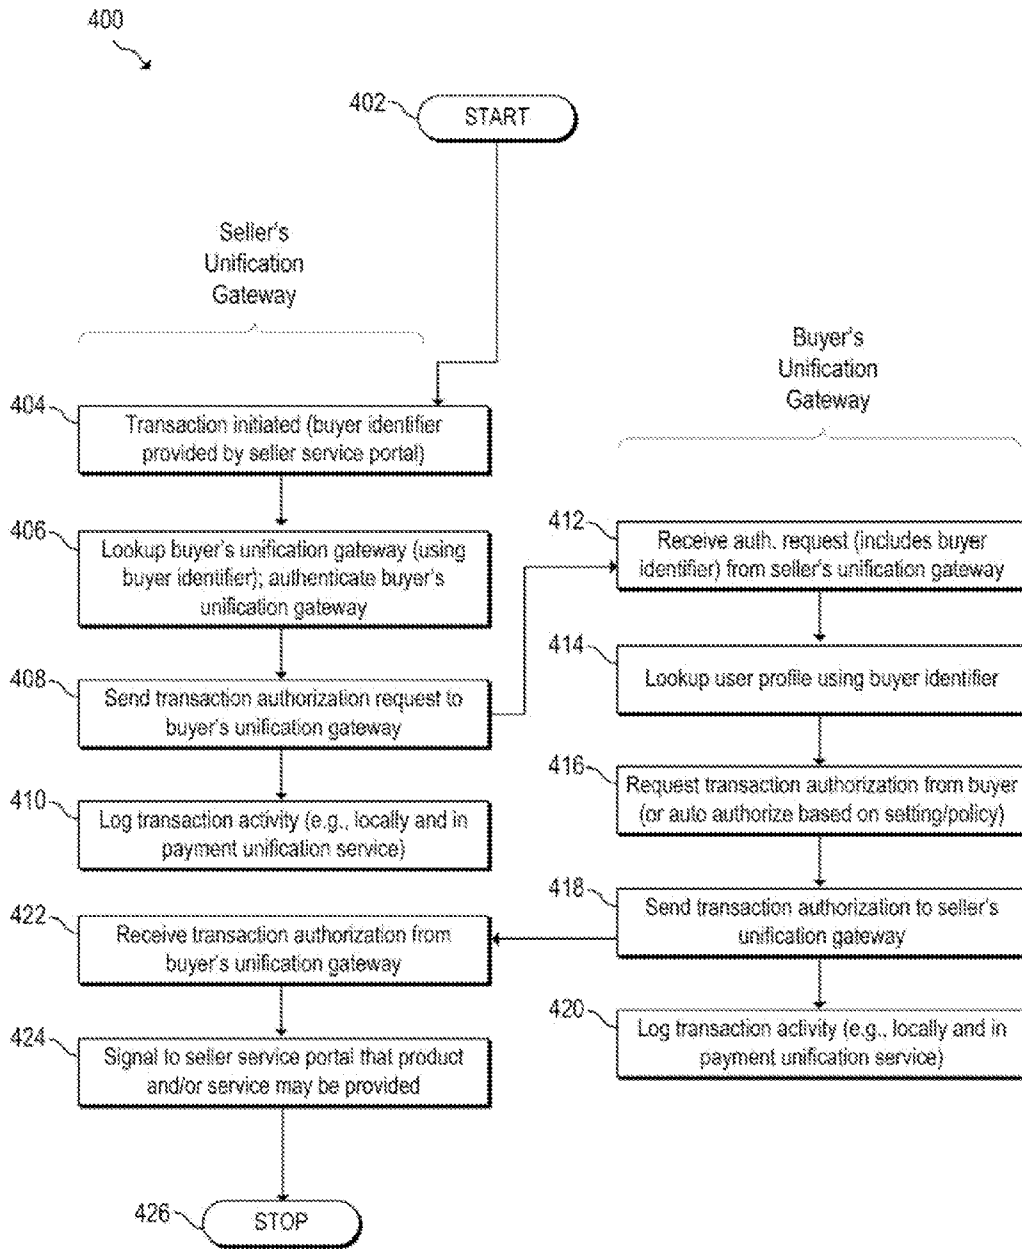 400
402
START
Seller's
Unification
Gateway
Buyer's
Unification
Gateway
404
Transaction initiated (buyer identifier
provided by seller service portal)
406
Lookup buyer's unification gateway (using
buyer identifier); authenticate buyer's
unification gateway
408
Send transaction authorization request to
buyer's unification gateway
410
Log transaction activity (e.g., locally and in
payment unification service)
412
Receive auth. request (includes buyer
identifier) from seller's unification gateway
414
Lookup user profile using buyer identifier
416
Request transaction authorization from buyer
(or auto authorize based on setting/policy)
418
Send transaction authorization to seller's
unification gateway
420
Log transaction activity (e.g., locally and in
payment unification service)
422
Receive transaction authorization from
buyer's unification gateway
424
Signal to seller service portal that product
and/or service may be provided
426
STOP